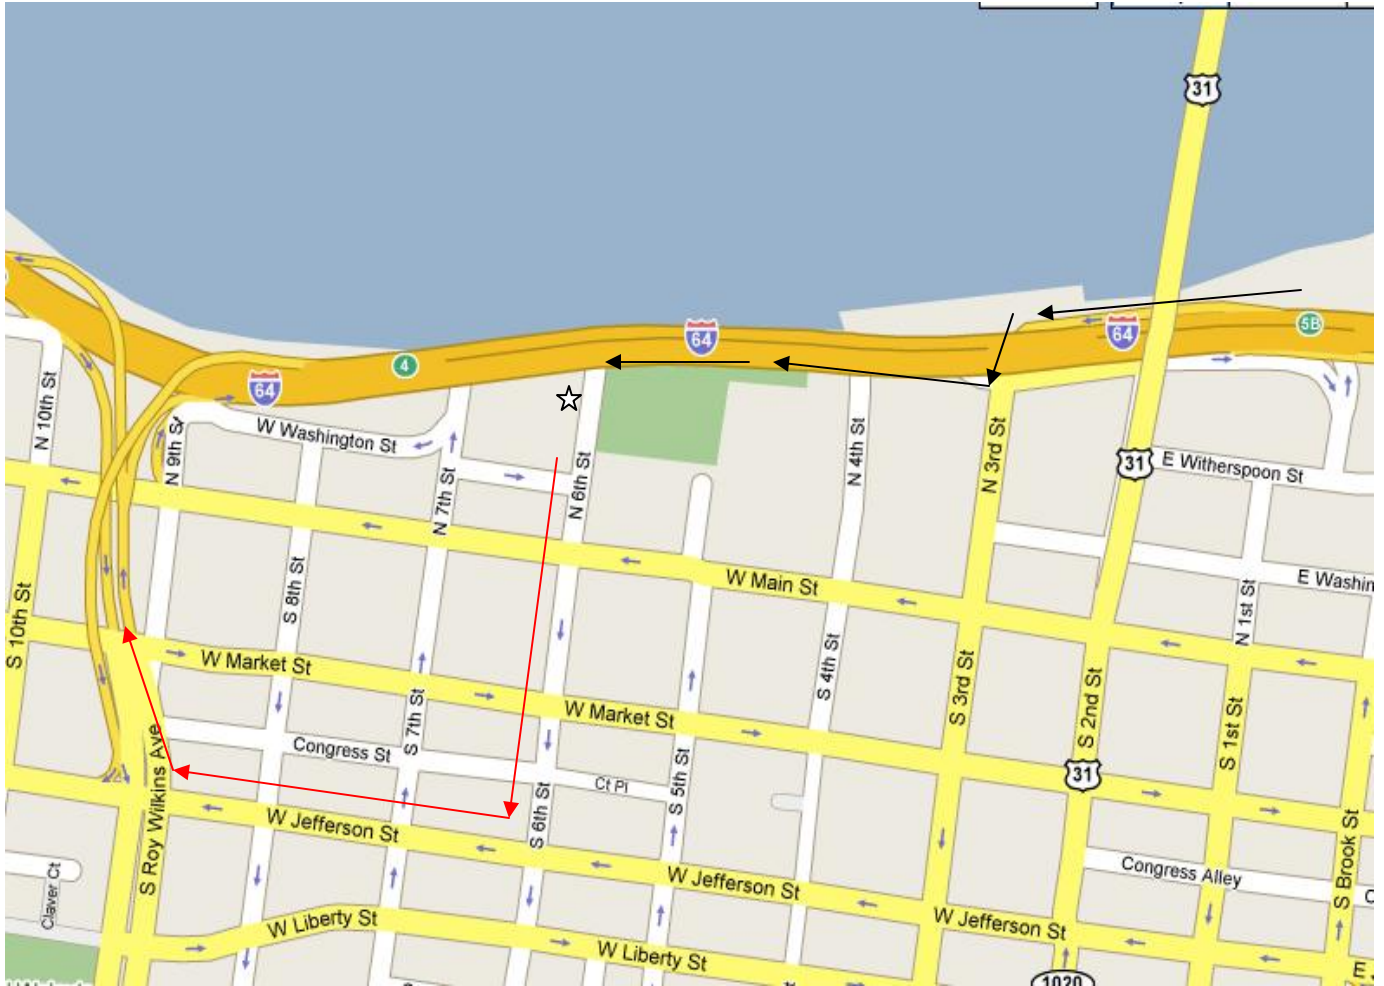 31
5B
64
64
64
4
N 10th St
N 9th St
W Washington St
N 7th St
N 6th St
N 4th St
N 3rd St
31
E Witherspoon St
W Main St
E Washin
N 1st St
S 10th St
S 8th St
W Market St
S 7th St
W Market St
S 4th St
S 3rd St
S 2nd St
S 1st St
Congress St
Ct Pl
S 5th St
31
S Roy Wilkins Ave
W Jefferson St
S 6th St
S Brook St
Congress Alley
Claver Ct
W Jefferson St
W Jefferson St
C
W Liberty St
W Liberty St
1020
E